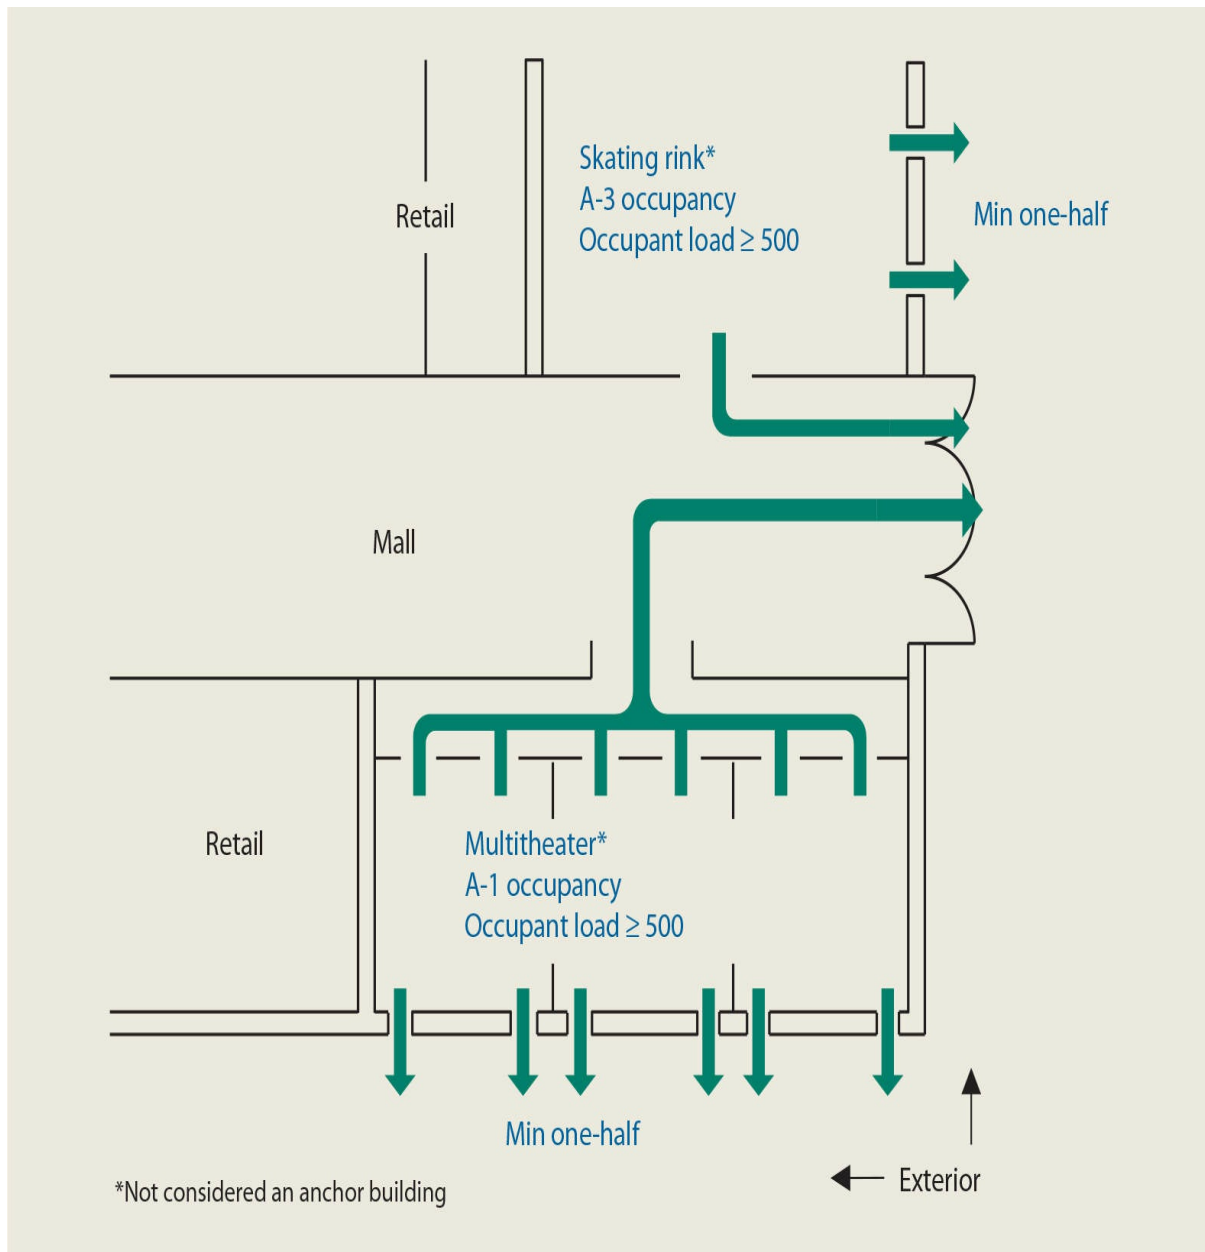 Skating rink*
A-3 occupancy
Occupant load ≥ 500
Retail
Min one-half
Mall
Retail
Multitheater*
A-1 occupancy
Occupant load ≥ 500
Min one-half
Exterior
*Not considered an anchor building